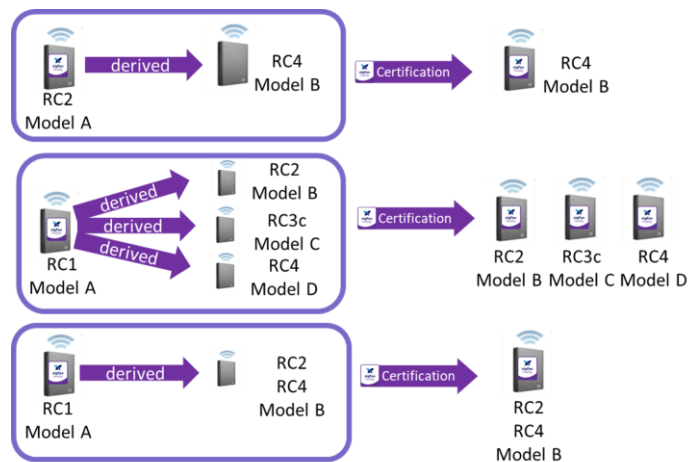 derived
RC4
Model B
RC2
Model A
Certification
RC4
Model B
derived
derived
derived
RC1
Model A
RC2
Model B
RC3c
Model C
RC4
Model D
Certification
RC2
Model B
RC3c
Model C
RC4
Model D
derived
RC1
Model A
RC2
RC4
Model B
Certification
RC2
RC4
Model B